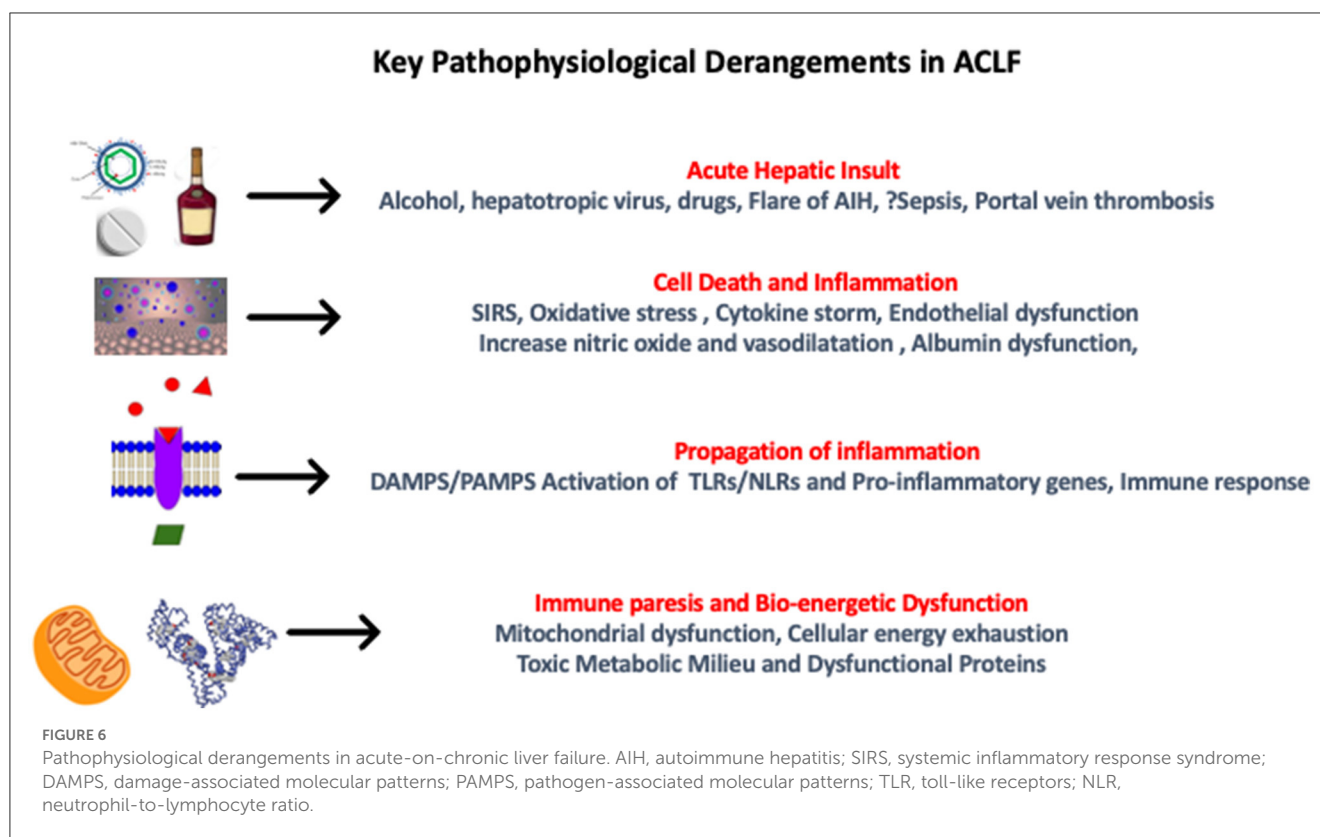 Key Pathophysiological Derangements in ACLF
Acute Hepatic Insult
Alcohol, hepatotropic virus, drugs, Flare of AIH, ?Sepsis, Portal vein thrombosis
Cell Death and Inflammation
SIRS, Oxidative stress , Cytokine storm, Endothelial dysfunction
Increase nitric oxide and vasodilatation , Albumin dysfunction,
Propagation of inflammation
DAMPS/PAMPS Activation of TLRs/NLRs and Pro-inflammatory genes, Immune response
Immune paresis and Bio-energetic Dysfunction
Mitochondrial dysfunction, Cellular energy exhaustion
Toxic Metabolic Milieu and Dysfunctional Proteins
FIGURE 6
Pathophysiological derangements in acute-on-chronic liver failure. AIH, autoimmune hepatitis; SIRS, systemic inflammatory response syndrome;
DAMPS, damage-associated molecular patterns; PAMPS, pathogen-associated molecular patterns; TLR, toll-like receptors; NLR,
neutrophil-to-lymphocyte ratio.